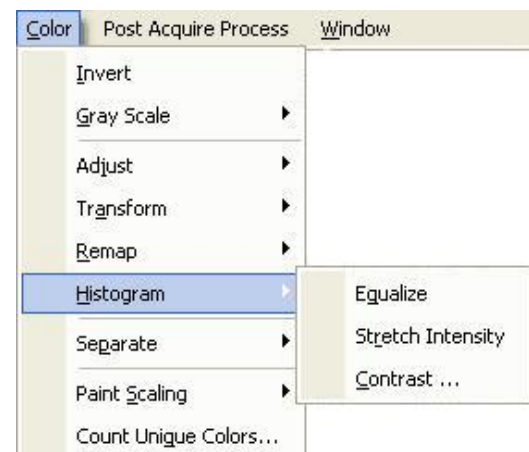 Color Post Acquire Process Window
Invert
Gray Scale
Adjust
Transform
Remap
Histogram
Equalize
Separate
Stretch Intensity
Paint Scaling
Contrast ...
Count Unique Colors...